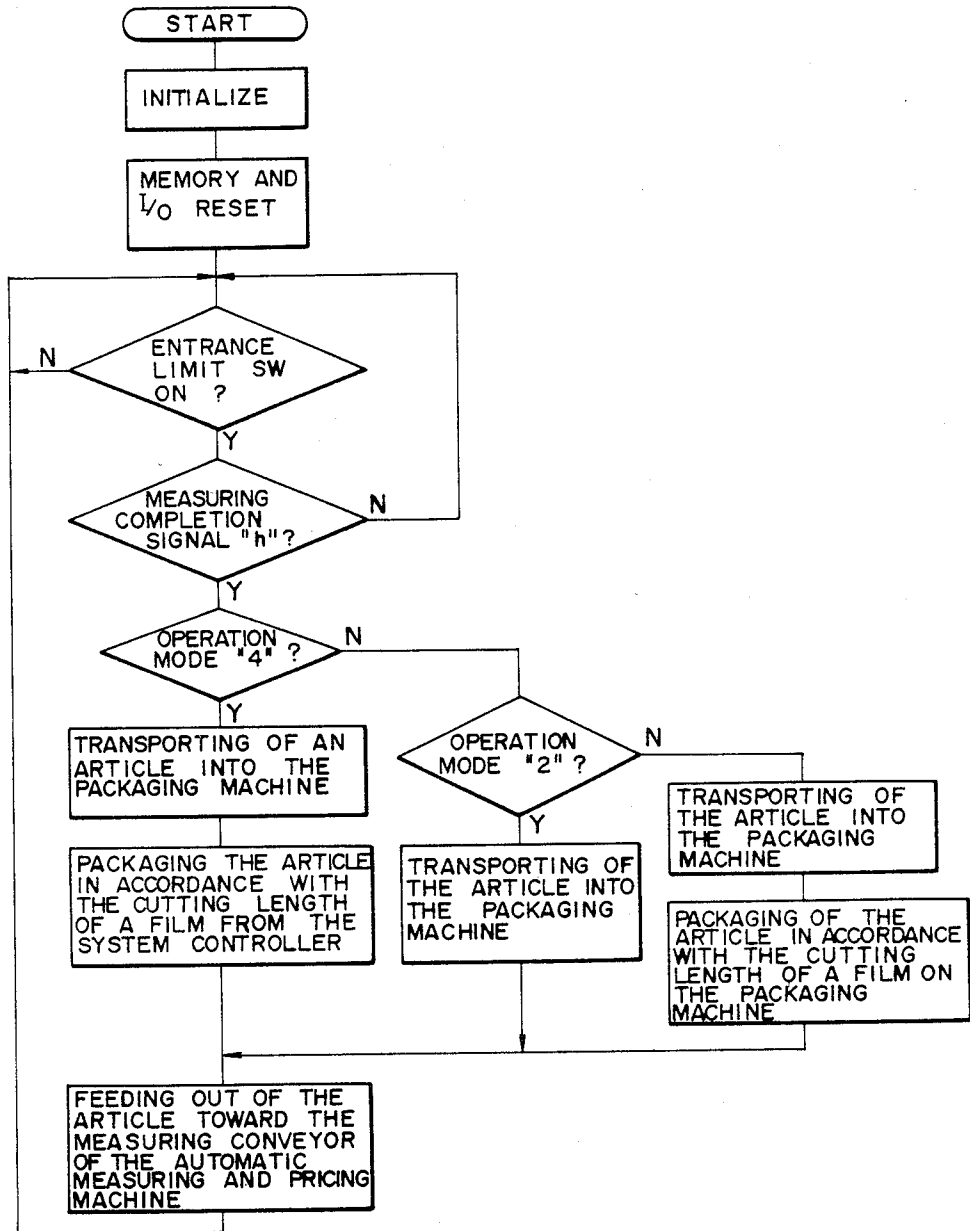 START
INITIALIZE
MEMORY AND
I/O RESET
N
ENTRANCE
LIMIT SW
ON ?
Y
MEASURING
COMPLETION
SIGNAL "h"?
N
Y
OPERATION
MODE "4" ?
N
Y
TRANSPORTING OF AN
ARTICLE INTO THE
PACKAGING MACHINE
PACKAGING THE ARTICLE
IN ACCORDANCE WITH
THE CUTTING LENGTH
OF A FILM FROM THE
SYSTEM CONTROLLER
OPERATION
MODE "2" ?
N
Y
TRANSPORTING OF
THE ARTICLE INTO
THE PACKAGING
MACHINE
TRANSPORTING OF
THE ARTICLE INTO
THE PACKAGING
MACHINE
PACKAGING OF THE
ARTICLE IN ACCORDANCE
WITH THE CUTTING
LENGTH OF A FILM ON
THE PACKAGING
MACHINE
FEEDING OUT OF THE
ARTICLE TOWARD THE
MEASURING CONVEYOR
OF THE AUTOMATIC
MEASURING AND PRICING
MACHINE